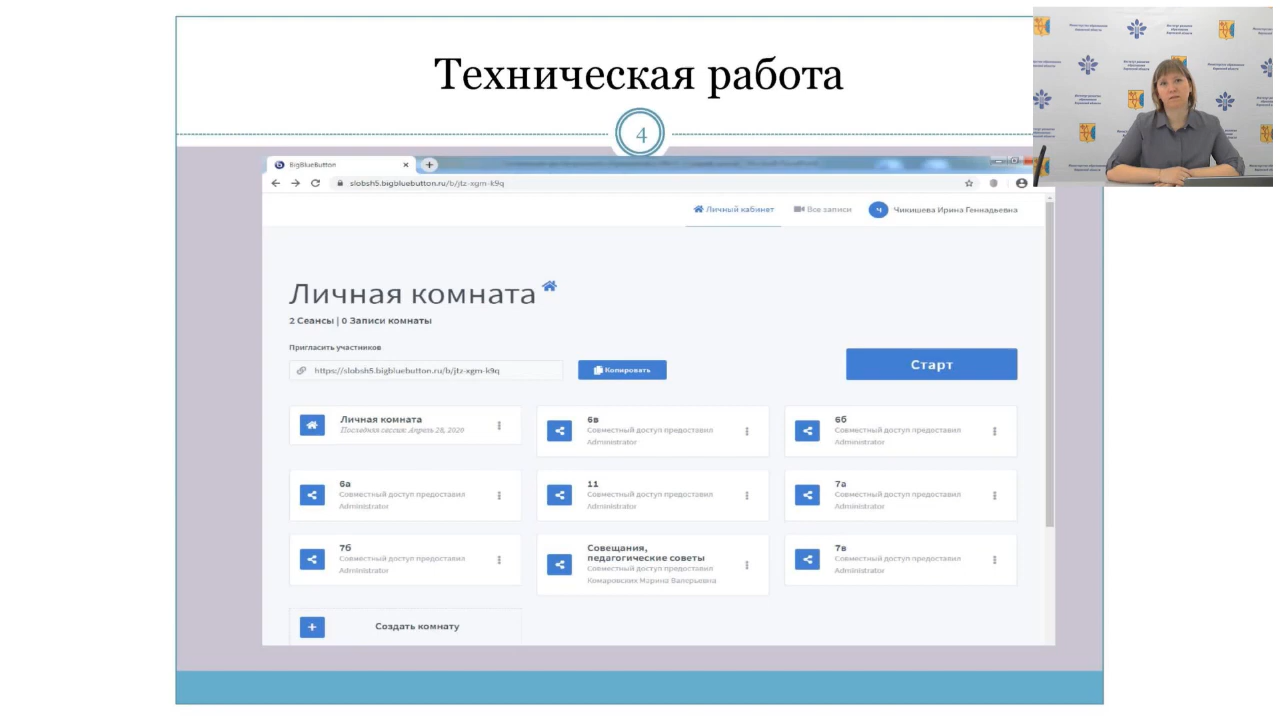 Техническая работа
4
BigBlueButton
slobsh5.bigbluebutton.ru/b/jtz-xgm-k9q
Личный кабинет
Все записи
Ч
Чикишева Ирина Геннадьевна
Личная комната
2 Сеансы | 0 Записи комнаты
Пригласить участников
https://slobsh5.bigbluebutton.ru/b/jtz-xgm-k9q
Копировать
Старт
Личная комната
Последняя сессия: Апрель 28, 2020
6в
Совместный доступ предоставил
Administrator
6б
Совместный доступ предоставил
Administrator
6а
Совместный доступ предоставил
Administrator
11
Совместный доступ предоставил
Administrator
7а
Совместный доступ предоставил
Administrator
7б
Совместный доступ предоставил
Administrator
Совещания,
педагогические советы
Совместный доступ предоставил
Комаровских Марина Валерьевна
7в
Совместный доступ предоставил
Administrator
Создать комнату